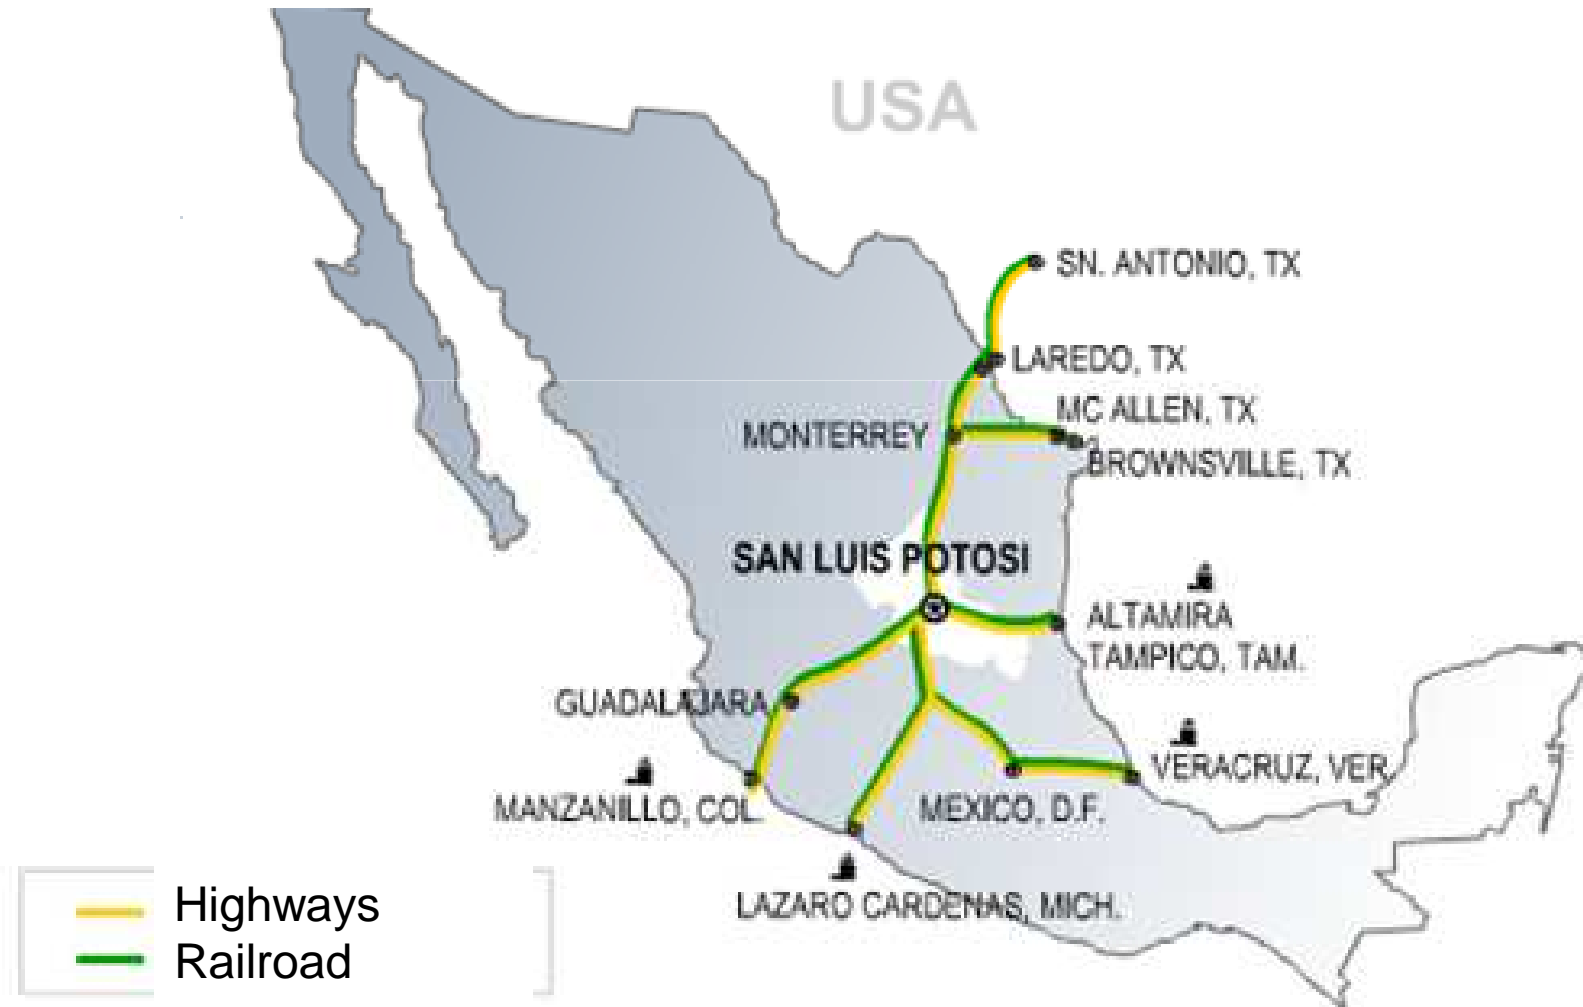 USA
SN. ANTONIO, TX
LAREDO, TX
MC ALLEN, TX
MONTERREY
BROWNSVILLE, TX
SAN LUIS POTOSI
ALTAMIRA
TAMPICO, TAM.
GUADALAJARA
VERACRUZ, VER.
MANZANILLO, COL.
MEXICO, D.F.
LAZARO CARDENAS, MICH.
Highways
Railroad